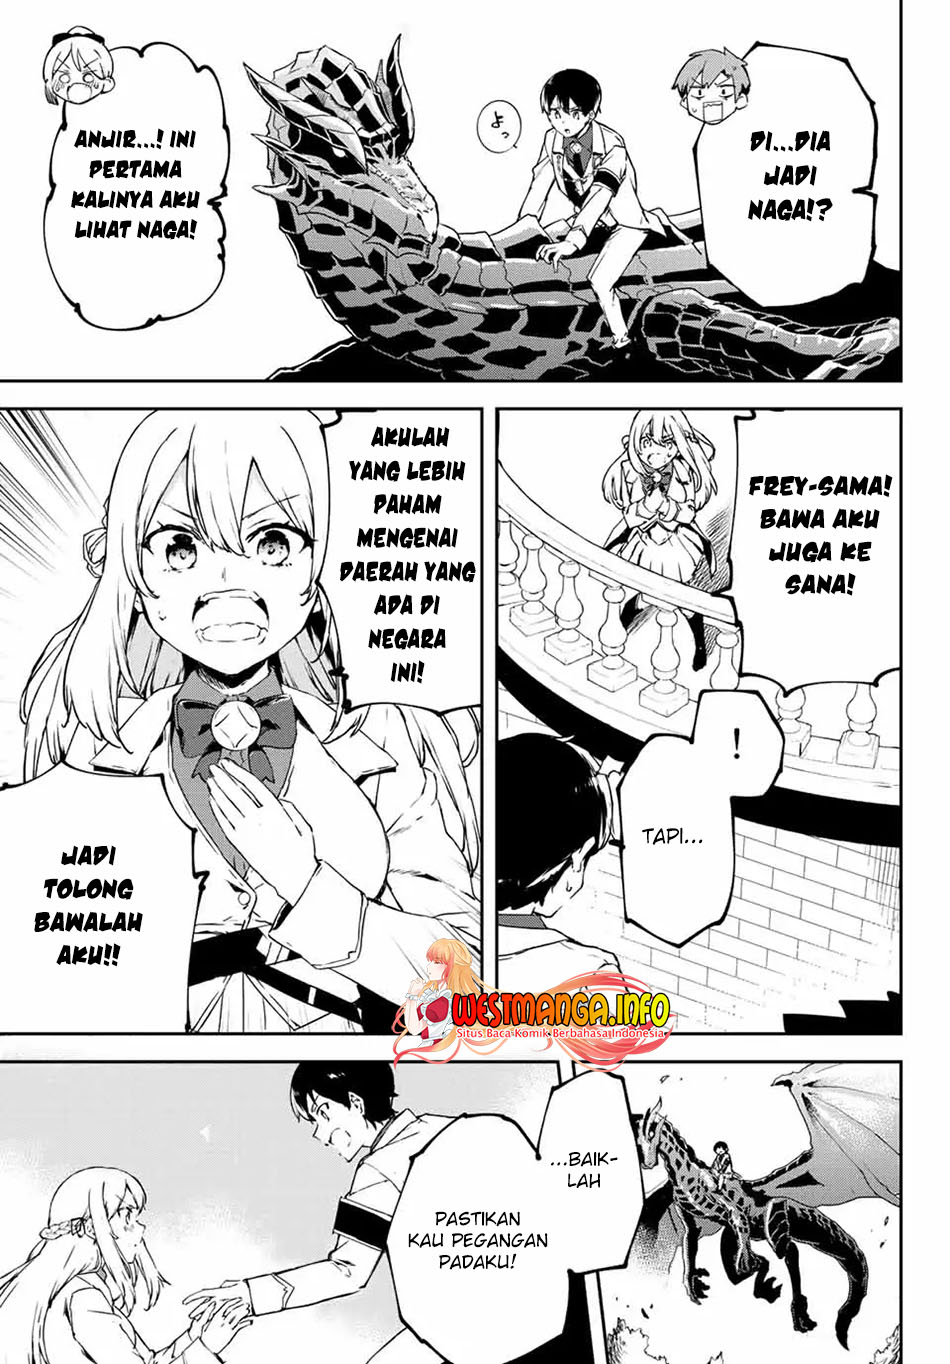 DI...DIA
JADI
NAGA!?
よっ
ANJIR...! INI
PERTAMA
KALINYA AKU
LIHAT NAGA!
FREY-SAMA!
BAWA AKU
JUGA KE
SANA!
!
TAPI...
AKULAH
YANG LEBIH
PAHAM
MENGENAI
DAERAH YANG
ADA DI
NEGARA
INI!
JADI
TOLONG
BAWALAH
AKU!!
WESTMANGA.INFO
Situs Baca Komik Berbahasa Indonesia
...BAIK-
LAH
PASTIKAN
KAU PEGANGAN
PADAKU!